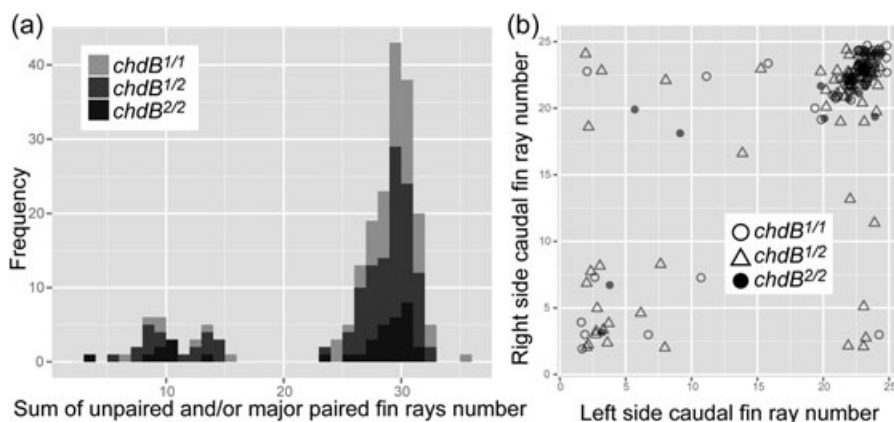 (a)
chdB1/1
chdB1/2
chdB2/2
Frequency
40
30
20
10
0
10
20
30
Sum of unpaired and/or major paired fin rays number
(b)
Right side caudal fin ray number
25
20
15
10
5
0
chdB1/1
chdB1/2
chdB2/2
0
5
10
15
20
25
Left side caudal fin ray number